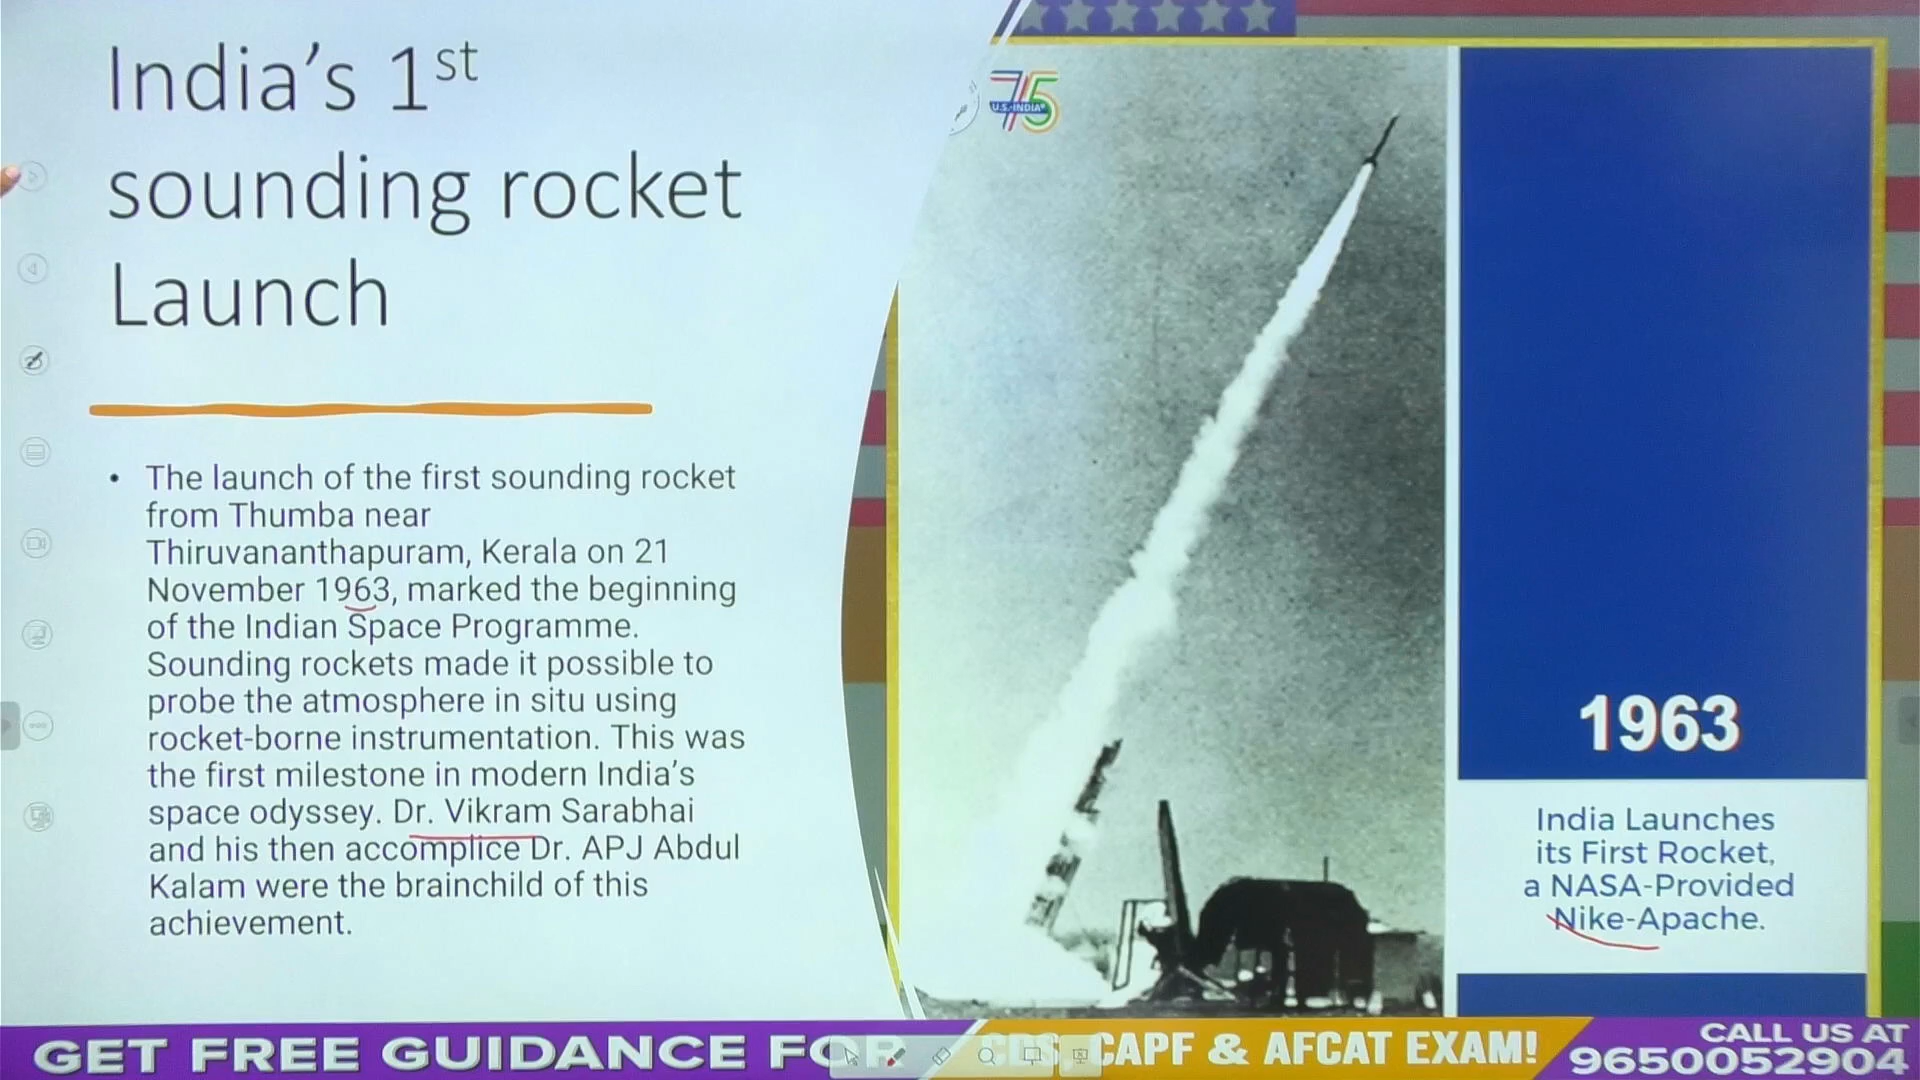 India's 1st
sounding rocket
Launch
• The launch of the first sounding rocket
from Thumba near
Thiruvananthapuram, Kerala on 21
November 1963, marked the beginning
of the Indian Space Programme.
Sounding rockets made it possible to
probe the atmosphere in situ using
rocket-borne instrumentation. This was
the first milestone in modern India's
space odyssey. Dr. Vikram Sarabhai
and his then accomplice Dr. APJ Abdul
Kalam were the brainchild of this
achievement.
75
U.S.-INDIA
1963
India Launches
its First Rocket,
a NASA-Provided
Nike-Apache.
GET FREE GUIDANCE FOR CDS, CAPF & AFCAT EXAM!
CALL US AT
9650052904